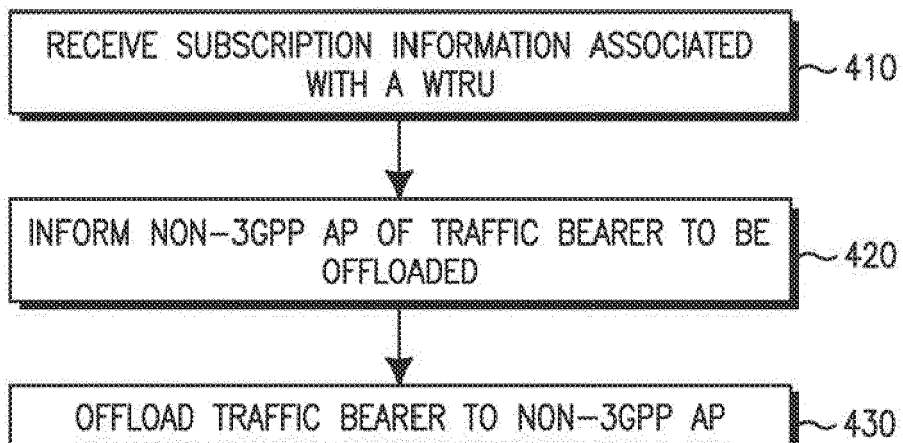 RECEIVE SUBSCRIPTION INFORMATION ASSOCIATED
WITH A WTRU
410
INFORM NON-3GPP AP OF TRAFFIC BEARER TO BE
OFFLOADED
420
OFFLOAD TRAFFIC BEARER TO NON-3GPP AP
430